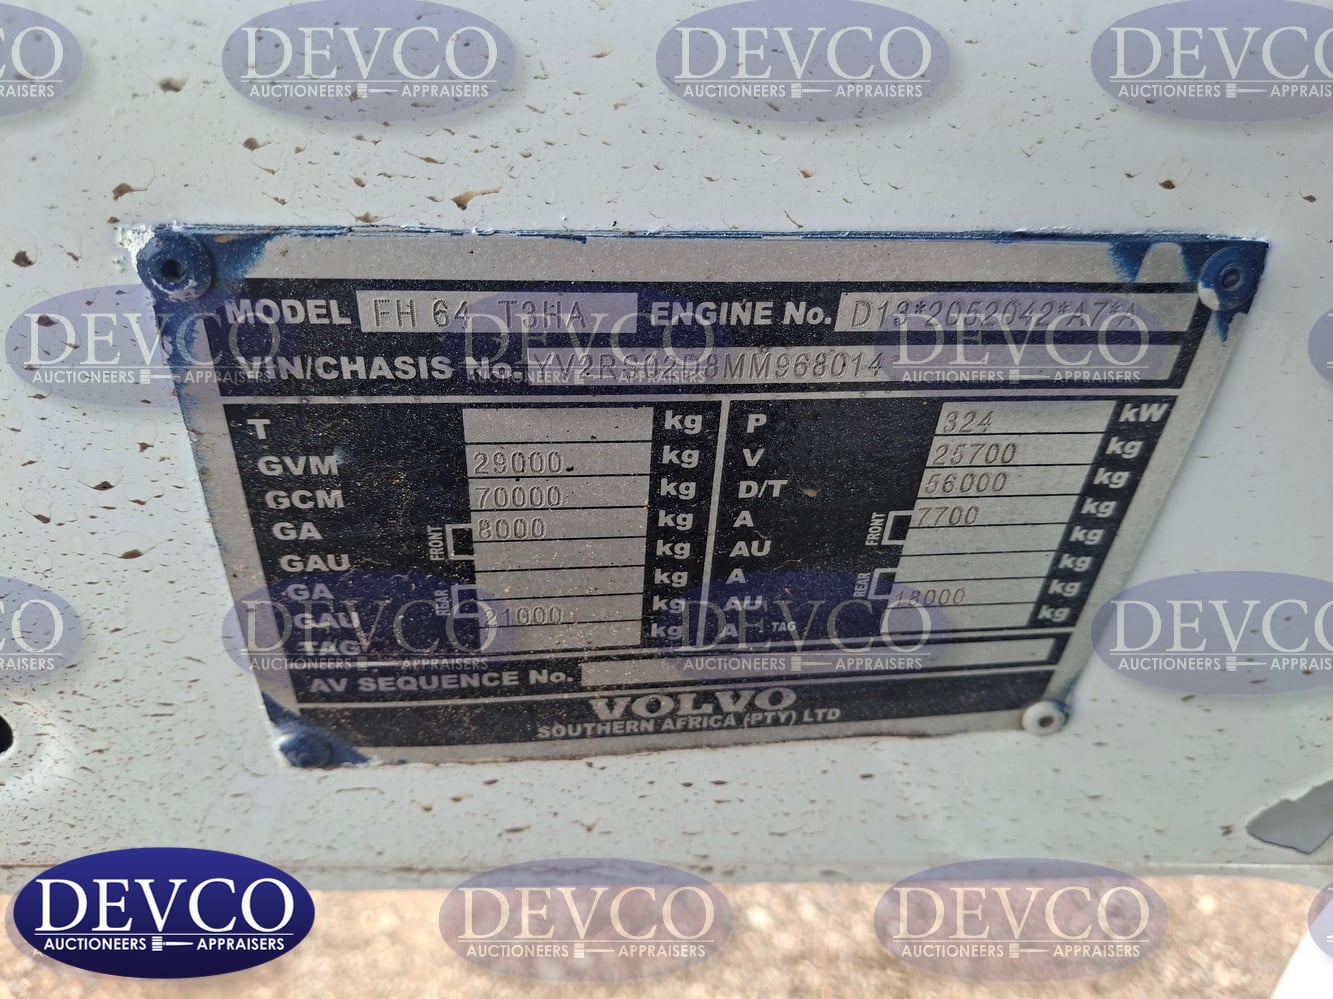 MODEL FH 64 T3HA ENGINE No. D13*2052042*A7*A
VIN/CHASIS No. YV2RS02D8MM968014
T kg P 324 kW
GVM 29000 kg V 25700 kg
GCM 70000 kg D/T 56000 kg
GA FRONT 8000 kg A FRONT 7700 kg
GAU kg AU kg
GA REAR kg A REAR kg
GAU 21000 kg AU 18000 kg
TAG kg A TAG kg
AV SEQUENCE No.
VOLVO
SOUTHERN AFRICA (PTY) LTD
DEVCO
AUCTIONEERS APPRAISERS